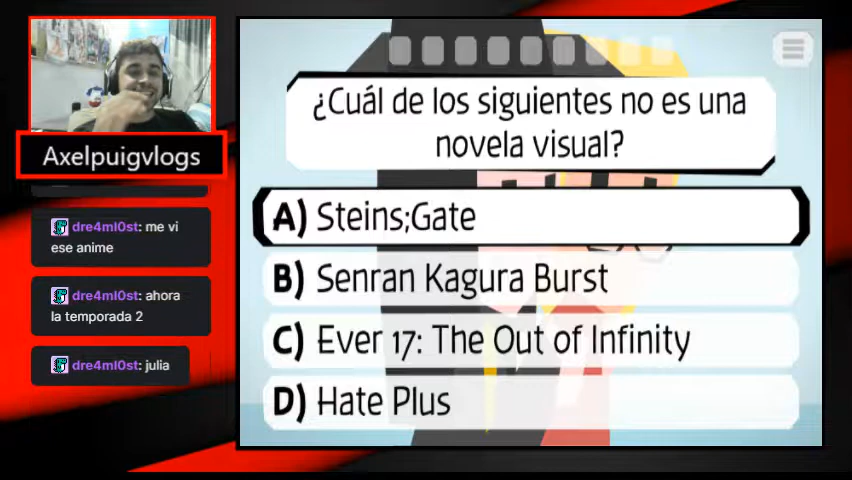 Axelpuigvlogs
dre4ml0st: me vi
ese anime
dre4ml0st: ahora
la temporada 2
dre4ml0st: julia
¿Cuál de los siguientes no es una
novela visual?
A) Steins;Gate
B) Senran Kagura Burst
C) Ever 17: The Out of Infinity
D) Hate Plus